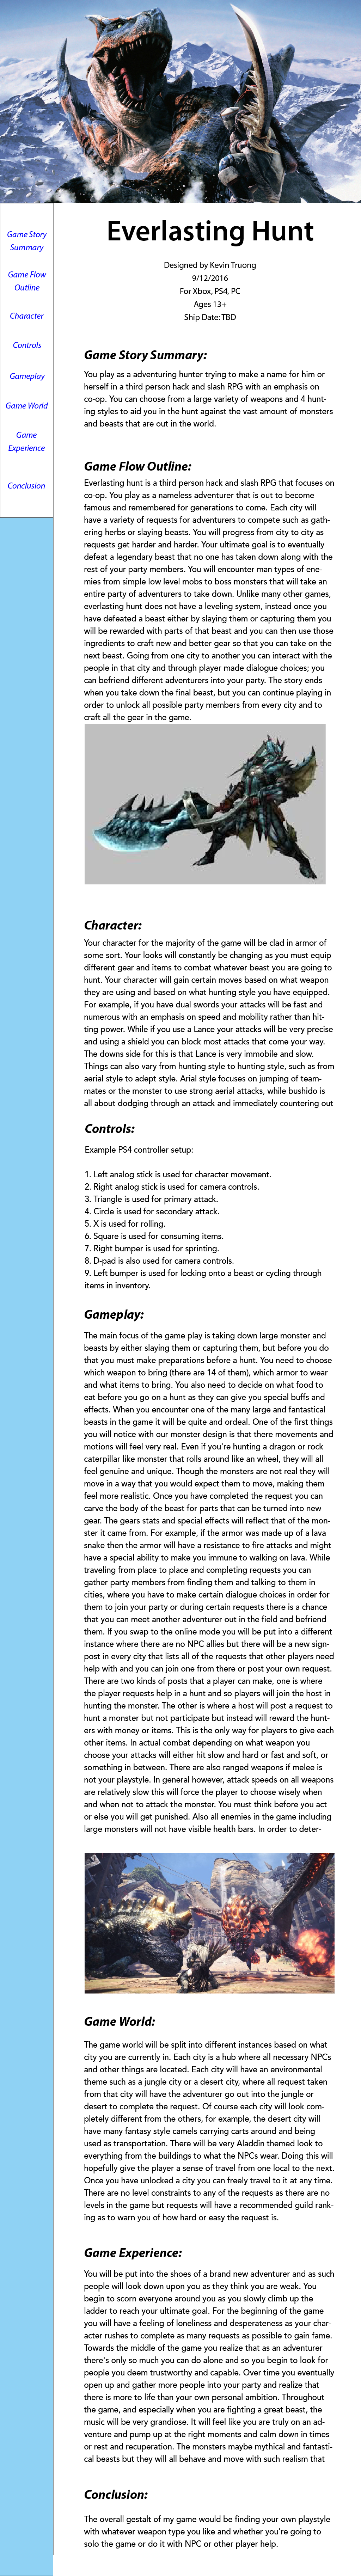 Everlasting Hunt
Designed by Kevin Truong
9/12/2016
For Xbox, PS4, PC
Ages 13+
Ship Date: TBD
Game Story
Summary
Game Flow
Outline
Character
Controls
Gameplay
Game World
Game
Experience
Conclusion
Game Story Summary:
You play as a adventuring hunter trying to make a name for him or
herself in a third person hack and slash RPG with an emphasis on
co-op. You can choose from a large variety of weapons and 4 hunt-
ing styles to aid you in the hunt against the vast amount of monsters
and beasts that are out in the world.
Game Flow Outline:
Everlasting hunt is a third person hack and slash RPG that focuses on
co-op. You play as a nameless adventurer that is out to become
famous and remembered for generations to come. Each city will
have a variety of requests for adventurers to compete such as gath-
ering herbs or slaying beasts. You will progress from city to city as
requests get harder and harder. Your ultimate goal is to eventually
defeat a legendary beast that no one has taken down along with the
rest of your party members. You will encounter man types of ene-
mies from simple low level mobs to boss monsters that will take an
entire party of adventurers to take down. Unlike many other games,
everlasting hunt does not have a leveling system, instead once you
have defeated a beast either by slaying them or capturing them you
will be rewarded with parts of that beast and you can then use those
ingredients to craft new and better gear so that you can take on the
next beast. Going from one city to another you can interact with the
people in that city and through player made dialogue choices; you
can befriend different adventurers into your party. The story ends
when you take down the final beast, but you can continue playing in
order to unlock all possible party members from every city and to
craft all the gear in the game.
Character:
Your character for the majority of the game will be clad in armor of
some sort. Your looks will constantly be changing as you must equip
different gear and items to combat whatever beast you are going to
hunt. Your character will gain certain moves based on what weapon
they are using and based on what hunting style you have equipped.
For example, if you have dual swords your attacks will be fast and
numerous with an emphasis on speed and mobility rather than hit-
ting power. While if you use a Lance your attacks will be very precise
and using a shield you can block most attacks that come your way.
The downs side for this is that Lance is very immobile and slow.
Things can also vary from hunting style to hunting style, such as from
aerial style to adept style. Arial style focuses on jumping of team-
mates or the monster to use strong aerial attacks, while bushido is
all about dodging through an attack and immediately countering out
Controls:
Example PS4 controller setup:
1. Left analog stick is used for character movement.
2. Right analog stick is used for camera controls.
3. Triangle is used for primary attack.
4. Circle is used for secondary attack.
5. X is used for rolling.
6. Square is used for consuming items.
7. Right bumper is used for sprinting.
8. D-pad is also used for camera controls.
9. Left bumper is used for locking onto a beast or cycling through
items in inventory.
Gameplay:
The main focus of the game play is taking down large monster and
beasts by either slaying them or capturing them, but before you do
that you must make preparations before a hunt. You need to choose
which weapon to bring (there are 14 of them), which armor to wear
and what items to bring. You also need to decide on what food to
eat before you go on a hunt as they can give you special buffs and
effects. When you encounter one of the many large and fantastical
beasts in the game it will be quite and ordeal. One of the first things
you will notice with our monster design is that there movements and
motions will feel very real. Even if you're hunting a dragon or rock
caterpillar like monster that rolls around like an wheel, they will all
feel genuine and unique. Though the monsters are not real they will
move in a way that you would expect them to move, making them
feel more realistic. Once you have completed the request you can
carve the body of the beast for parts that can be turned into new
gear. The gears stats and special effects will reflect that of the mon-
ster it came from. For example, if the armor was made up of a lava
snake then the armor will have a resistance to fire attacks and might
have a special ability to make you immune to walking on lava. While
traveling from place to place and completing requests you can
gather party members from finding them and talking to them in
cities, where you have to make certain dialogue choices in order for
them to join your party or during certain requests there is a chance
that you can meet another adventurer out in the field and befriend
them. If you swap to the online mode you will be put into a different
instance where there are no NPC allies but there will be a new sign-
post in every city that lists all of the requests that other players need
help with and you can join one from there or post your own request.
There are two kinds of posts that a player can make, one is where
the player requests help in a hunt and so players will join the host in
hunting the monster. The other is where a host will post a request to
hunt a monster but not participate but instead will reward the hunt-
ers with money or items. This is the only way for players to give each
other items. In actual combat depending on what weapon you
choose your attacks will either hit slow and hard or fast and soft, or
something in between. There are also ranged weapons if melee is
not your playstyle. In general however, attack speeds on all weapons
are relatively slow this will force the player to choose wisely when
and when not to attack the monster. You must think before you act
or else you will get punished. Also all enemies in the game including
large monsters will not have visible health bars. In order to deter-
Game World:
The game world will be split into different instances based on what
city you are currently in. Each city is a hub where all necessary NPCs
and other things are located. Each city will have an environmental
theme such as a jungle city or a desert city, where all request taken
from that city will have the adventurer go out into the jungle or
desert to complete the request. Of course each city will look com-
pletely different from the others, for example, the desert city will
have many fantasy style camels carrying carts around and being
used as transportation. There will be very Aladdin themed look to
everything from the buildings to what the NPCs wear. Doing this will
hopefully give the player a sense of travel from one local to the next.
Once you have unlocked a city you can freely travel to it at any time.
There are no level constraints to any of the requests as there are no
levels in the game but requests will have a recommended guild rank-
ing as to warn you of how hard or easy the request is.
Game Experience:
You will be put into the shoes of a brand new adventurer and as such
people will look down upon you as they think you are weak. You
begin to scorn everyone around you as you slowly climb up the
ladder to reach your ultimate goal. For the beginning of the game
you will have a feeling of loneliness and desperateness as your char-
acter rushes to complete as many requests as possible to gain fame.
Towards the middle of the game you realize that as an adventurer
there's only so much you can do alone and so you begin to look for
people you deem trustworthy and capable. Over time you eventually
open up and gather more people into your party and realize that
there is more to life than your own personal ambition. Throughout
the game, and especially when you are fighting a great beast, the
music will be very grandiose. It will feel like you are truly on an ad-
venture and pump up at the right moments and calm down in times
or rest and recuperation. The monsters maybe mythical and fantasti-
cal beasts but they will all behave and move with such realism that
Conclusion:
The overall gestalt of my game would be finding your own playstyle
with whatever weapon type you like and whether you're going to
solo the game or do it with NPC or other player help.